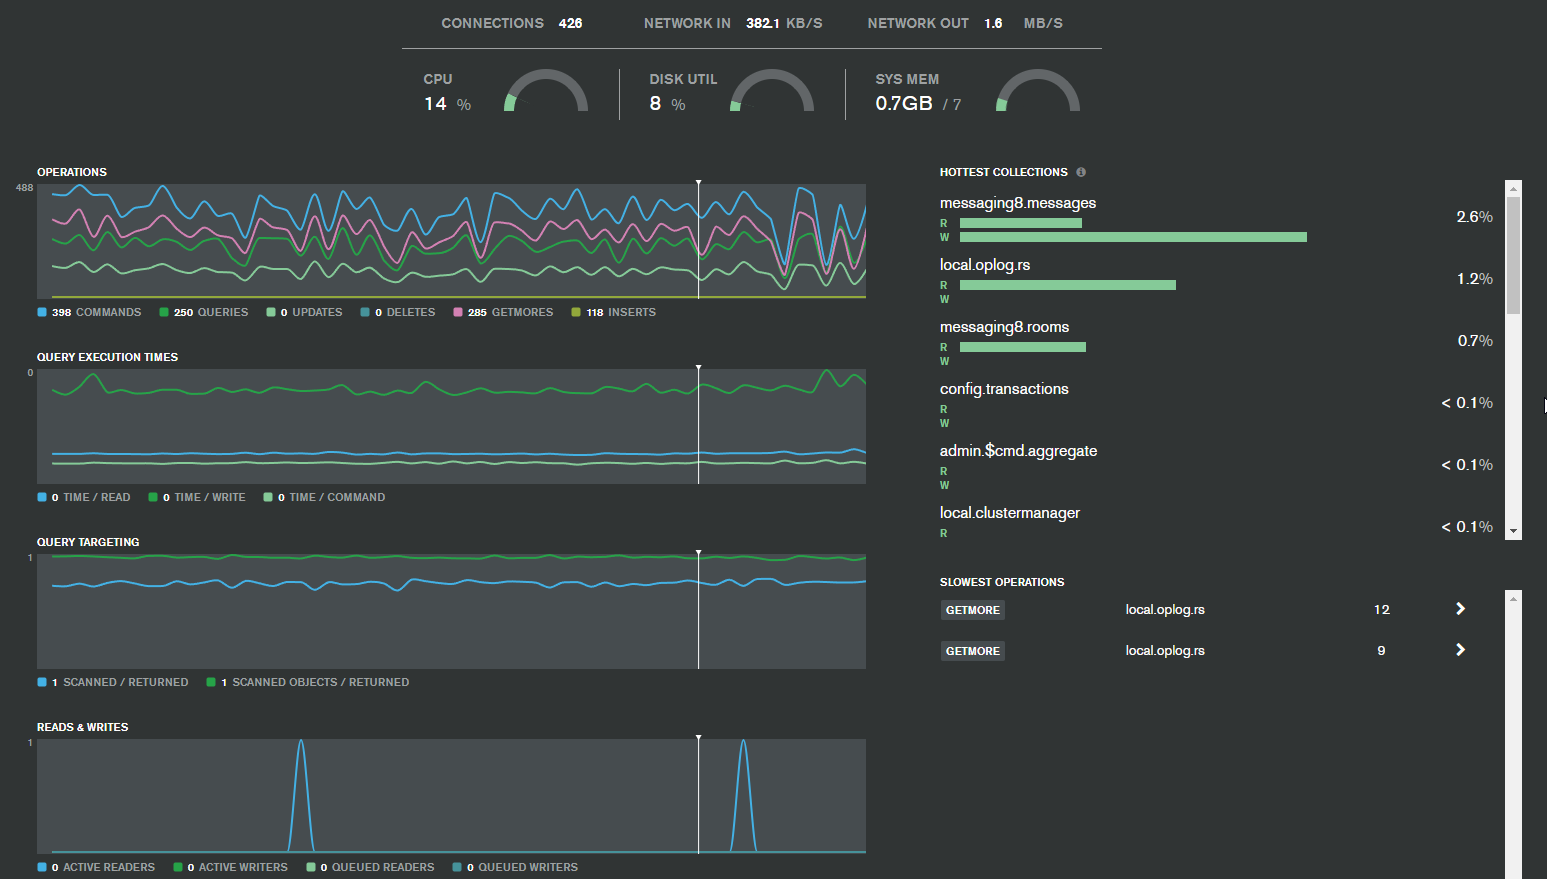 CONNECTIONS 426 NETWORK IN 382.1 KB/S NETWORK OUT 1.6 MB/S
CPU DISK UTIL SYS MEM
14 % 8 % 0.7GB / 7
OPERATIONS
488
398 COMMANDS 250 QUERIES 0 UPDATES 0 DELETES 285 GETMORES 118 INSERTS
QUERY EXECUTION TIMES
0
0 TIME / READ 0 TIME / WRITE 0 TIME / COMMAND
QUERY TARGETING
1
1 SCANNED / RETURNED 1 SCANNED OBJECTS / RETURNED
READS & WRITES
1
0 ACTIVE READERS 0 ACTIVE WRITERS 0 QUEUED READERS 0 QUEUED WRITERS
HOTTEST COLLECTIONS
messaging8.messages
2.6%
R
W
local.oplog.rs
1.2%
R
W
messaging8.rooms
0.7%
R
W
config.transactions
< 0.1%
R
W
admin.$cmd.aggregate
< 0.1%
R
W
local.clustermanager
< 0.1%
R
SLOWEST OPERATIONS
GETMORE local.oplog.rs 12
GETMORE local.oplog.rs 9